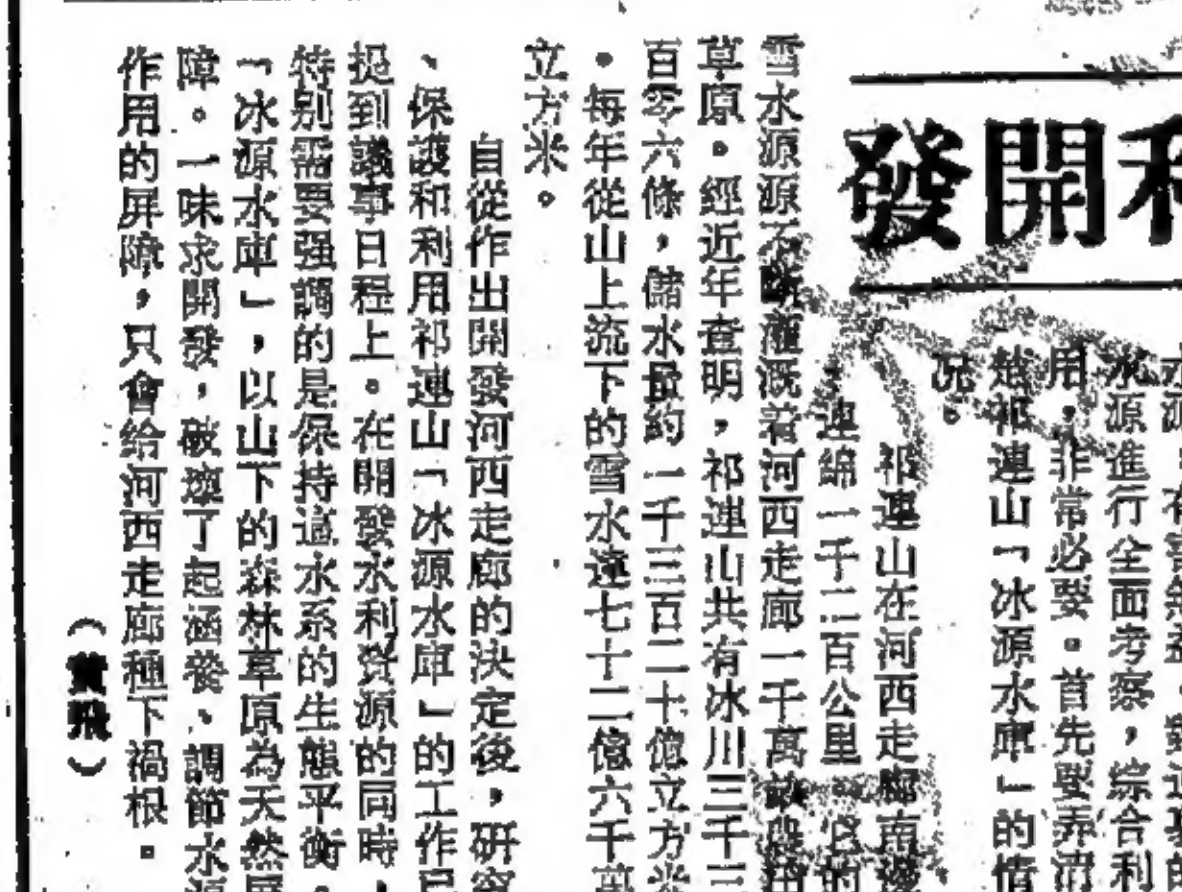 利開發
水源進行全面考察，綜合利
用，非常必要。首先要弄清
楚祁連山「冰源水庫」的情
況。
祁連山在河西走廊南邊
，連綿一千二百公里。它的
雪水源源不斷灌溉着河西走廊一千萬畝農田
草原。經近年查明，祁連山共有冰川三千三
百零六條，儲水量約一千三百二十億立方米
。每年從山上流下的雪水達七十二億六千萬
立方米。
自從作出開發河西走廊的決定後，研究
、保護和利用祁連山「冰源水庫」的工作已
提到議事日程上。在開發水利資源的同時，
特别需要强調的是保持這水系的生態平衡。
「冰源水庫」，以山下的森林草原為天然屏
障。一味求開發，破壞了起涵養、調節水源
作用的屏障，只會给河西走廊種下禍根。
（黃飛）